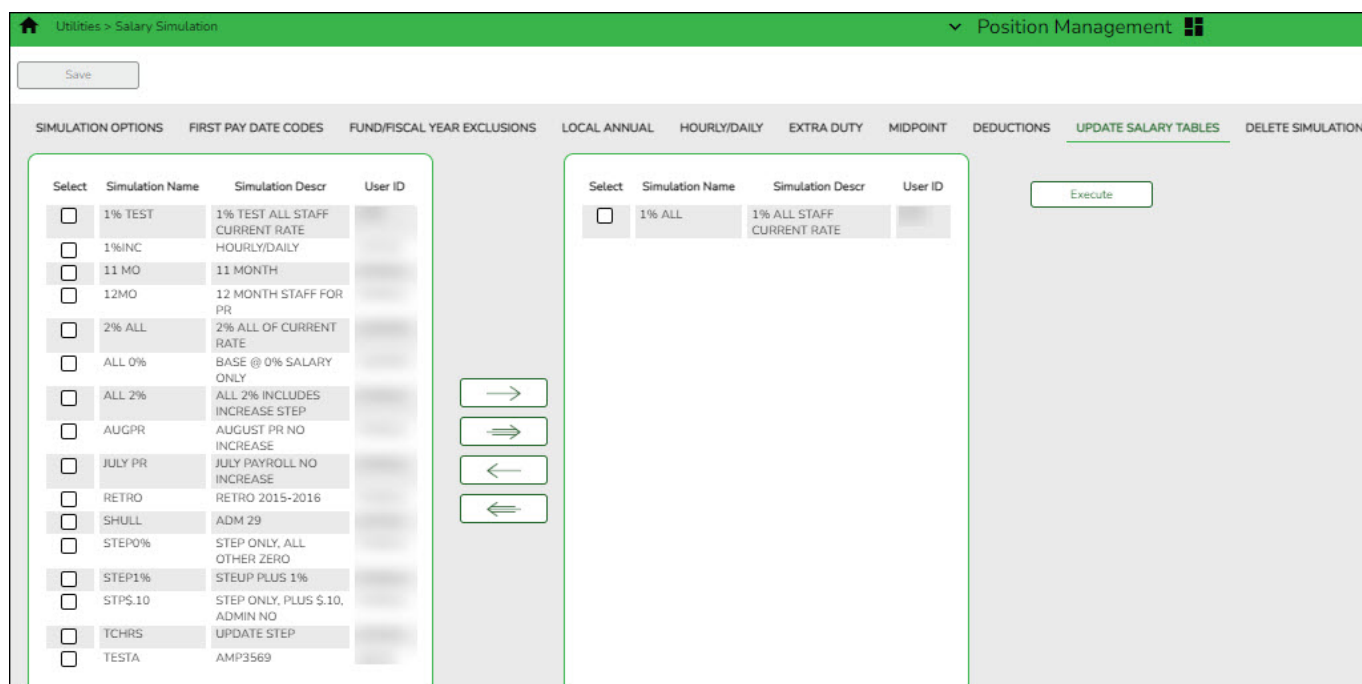 Utilities > Salary Simulation
Position Management
Save
SIMULATION OPTIONS FIRST PAY DATE CODES FUND/FISCAL YEAR EXCLUSIONS LOCAL ANNUAL HOURLY/DAILY EXTRA DUTY MIDPOINT DEDUCTIONS UPDATE SALARY TABLES DELETE SIMULATION
Select Simulation Name Simulation Descr User ID
1% TEST 1% TEST ALL STAFF
CURRENT RATE
1%INC HOURLY/DAILY
11 MO 11 MONTH
12MO 12 MONTH STAFF FOR
PR
2% ALL 2% ALL OF CURRENT
RATE
ALL 0% BASE @ 0% SALARY
ONLY
ALL 2% ALL 2% INCLUDES
INCREASE STEP
AUGPR AUGUST PR NO
INCREASE
JULY PR JULY PAYROLL NO
INCREASE
RETRO RETRO 2015-2016
SHULL ADM 29
STEP0% STEP ONLY, ALL
OTHER ZERO
STEP1% STEUP PLUS 1%
STP$.10 STEP ONLY, PLUS $.10,
ADMIN NO
TCHRS UPDATE STEP
TESTA AMP3569
Select Simulation Name Simulation Descr User ID
1% ALL 1% ALL STAFF
CURRENT RATE
Execute